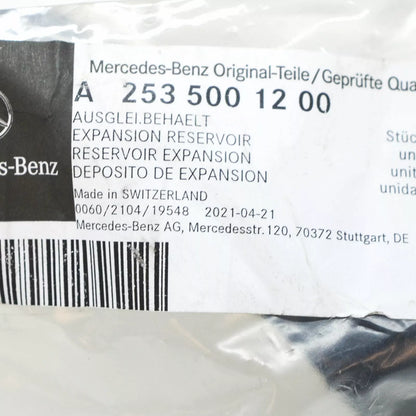 Mercedes-Benz Original-Teile/Geprüfte Qua
A 253 500 12 00
AUSGLEI.BEHAELT
EXPANSION RESERVOIR
RESERVOIR EXPANSION
DEPOSITO DE EXPANSION
Stüc
un
unit
unida
s-Benz
Made in SWITZERLAND
0060/2104/19548 2021-04-21
Mercedes-Benz AG, Mercedesstr.120, 70372 Stuttgart, DE